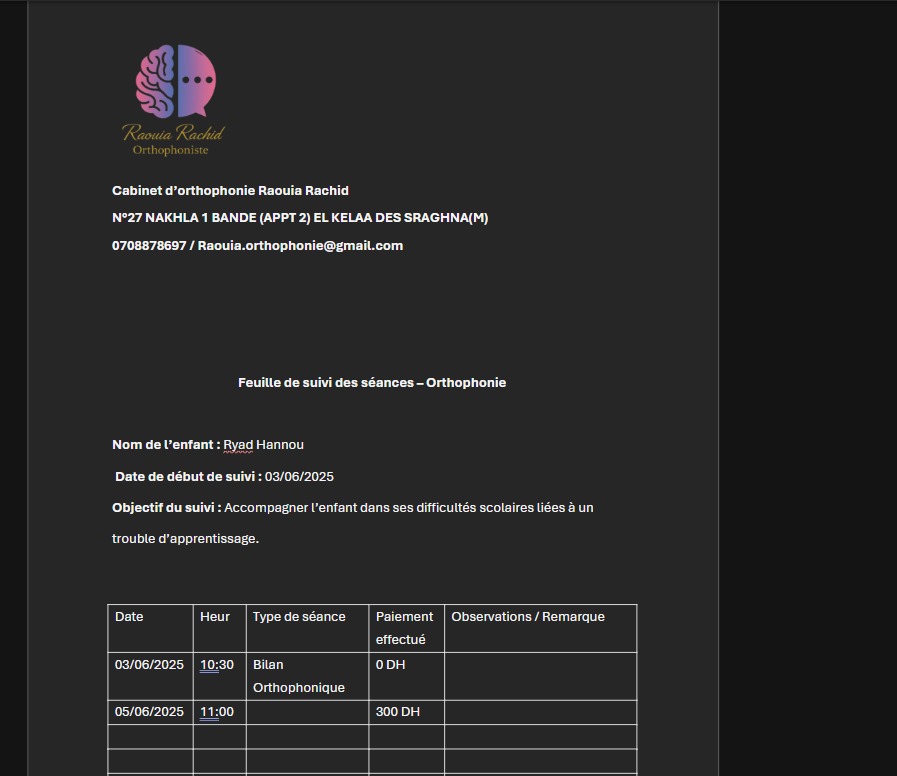 Raouia Rachid
Orthophoniste
Cabinet d’orthophonie Raouia Rachid
N°27 NAKHLA 1 BANDE (APPT 2) EL KELAA DES SRAGHNA(M)
0708878697 / Raouia.orthophonie@gmail.com
Feuille de suivi des séances – Orthophonie
Nom de l’enfant : Ryad Hannou
Date de début de suivi : 03/06/2025
Objectif du suivi : Accompagner l’enfant dans ses difficultés scolaires liées à un
trouble d’apprentissage.
Date Heur Type de séance Paiement Observations / Remarque
effectué
03/06/2025 10:30 Bilan 0 DH
Orthophonique
05/06/2025 11:00 300 DH